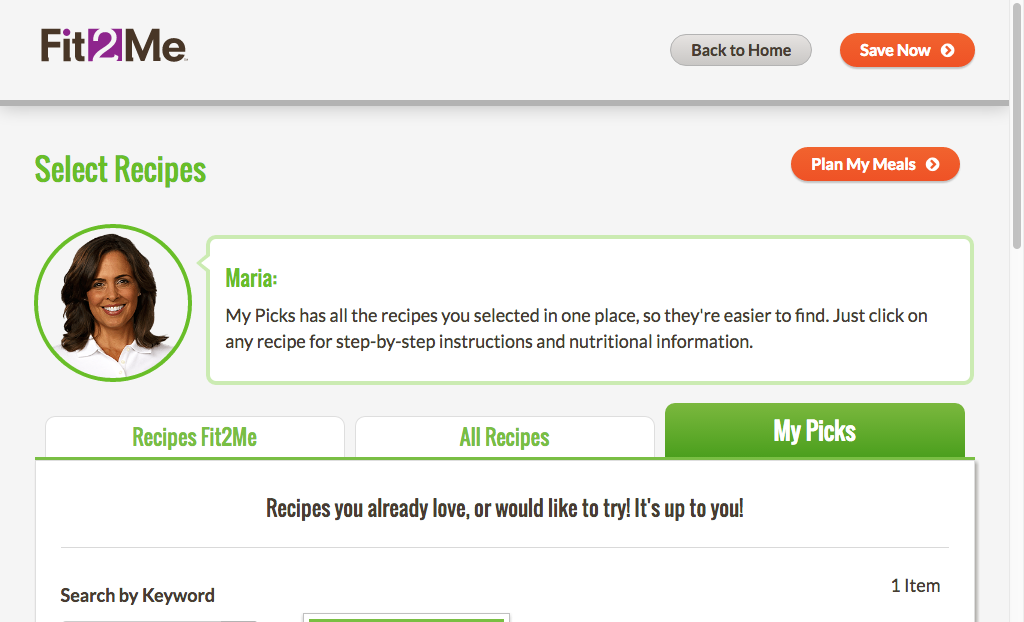 Fit2Me
Back to Home
Save Now
Select Recipes
Plan My Meals
Maria:
My Picks has all the recipes you selected in one place, so they're easier to find. Just click on
any recipe for step-by-step instructions and nutritional information.
Recipes Fit2Me
All Recipes
My Picks
Recipes you already love, or would like to try! It's up to you!
1 Item
Search by Keyword